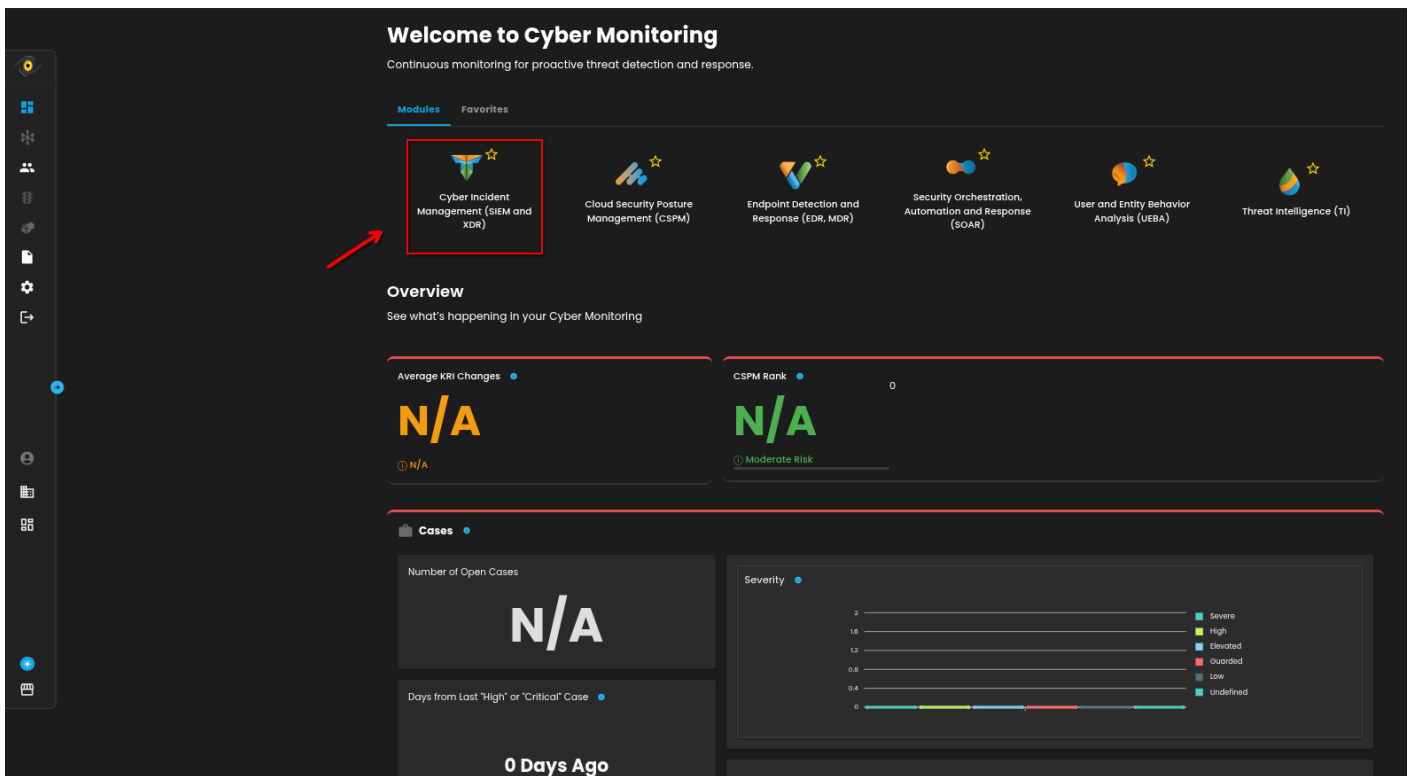 Welcome to Cyber Monitoring
Continuous monitoring for proactive threat detection and response.
Modules
Favorites
Cyber Incident
Management (SIEM and
XDR)
Cloud Security Posture
Management (CSPM)
Endpoint Detection and
Response (EDR, MDR)
Security Orchestration,
Automation and Response
(SOAR)
User and Entity Behavior
Analysis (UEBA)
Threat Intelligence (TI)
Overview
See what's happening in your Cyber Monitoring
Average KRI Changes
N/A
N/A
CSPM Rank
0
N/A
Moderate Risk
Cases
Number of Open Cases
N/A
Days from Last "High" or "Critical" Case
0 Days Ago
Severity
2
1.6
1.2
0.8
0.4
0
Severe
High
Elevated
Guarded
Low
Undefined